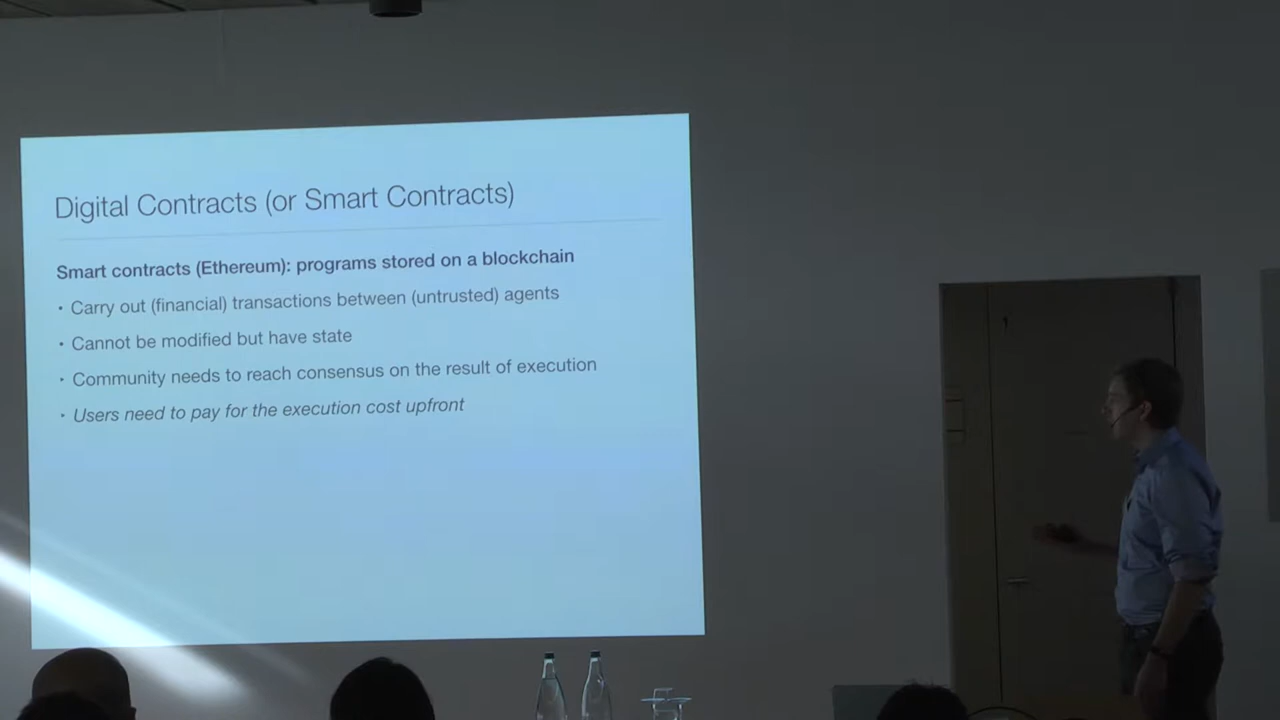 Digital Contracts (or Smart Contracts)
Smart contracts (Ethereum): programs stored on a blockchain
• Carry out (financial) transactions between (untrusted) agents
• Cannot be modified but have state
• Community needs to reach consensus on the result of execution
• Users need to pay for the execution cost upfront